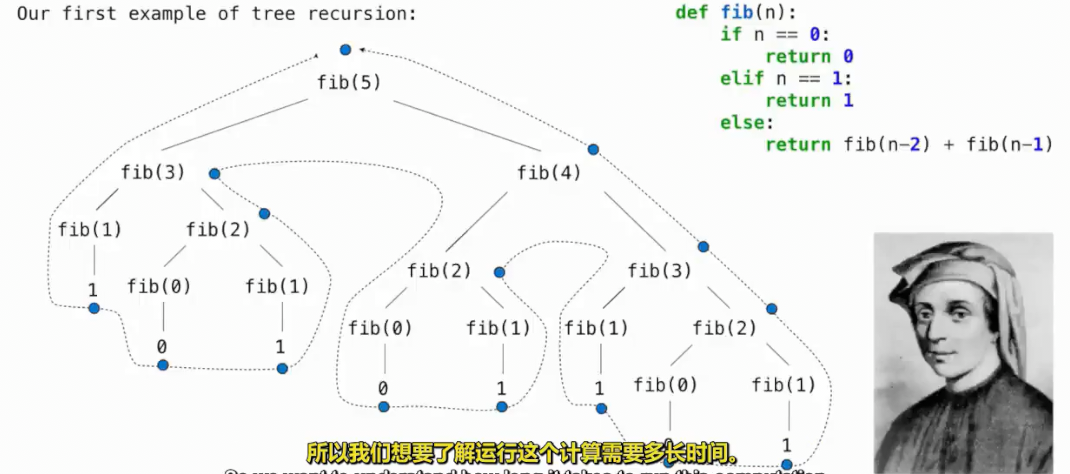 Our first example of tree recursion:
def fib(n):
if n == 0:
return 0
elif n == 1:
return 1
else:
return fib(n-2) + fib(n-1)
fib(5)
fib(3)
fib(4)
fib(1)
fib(2)
fib(2)
fib(3)
1
fib(0)
fib(1)
fib(0)
fib(1)
fib(1)
fib(2)
0
1
0
1
1
fib(0)
fib(1)
1
所以我们想要了解运行这个计算需要多长时间。